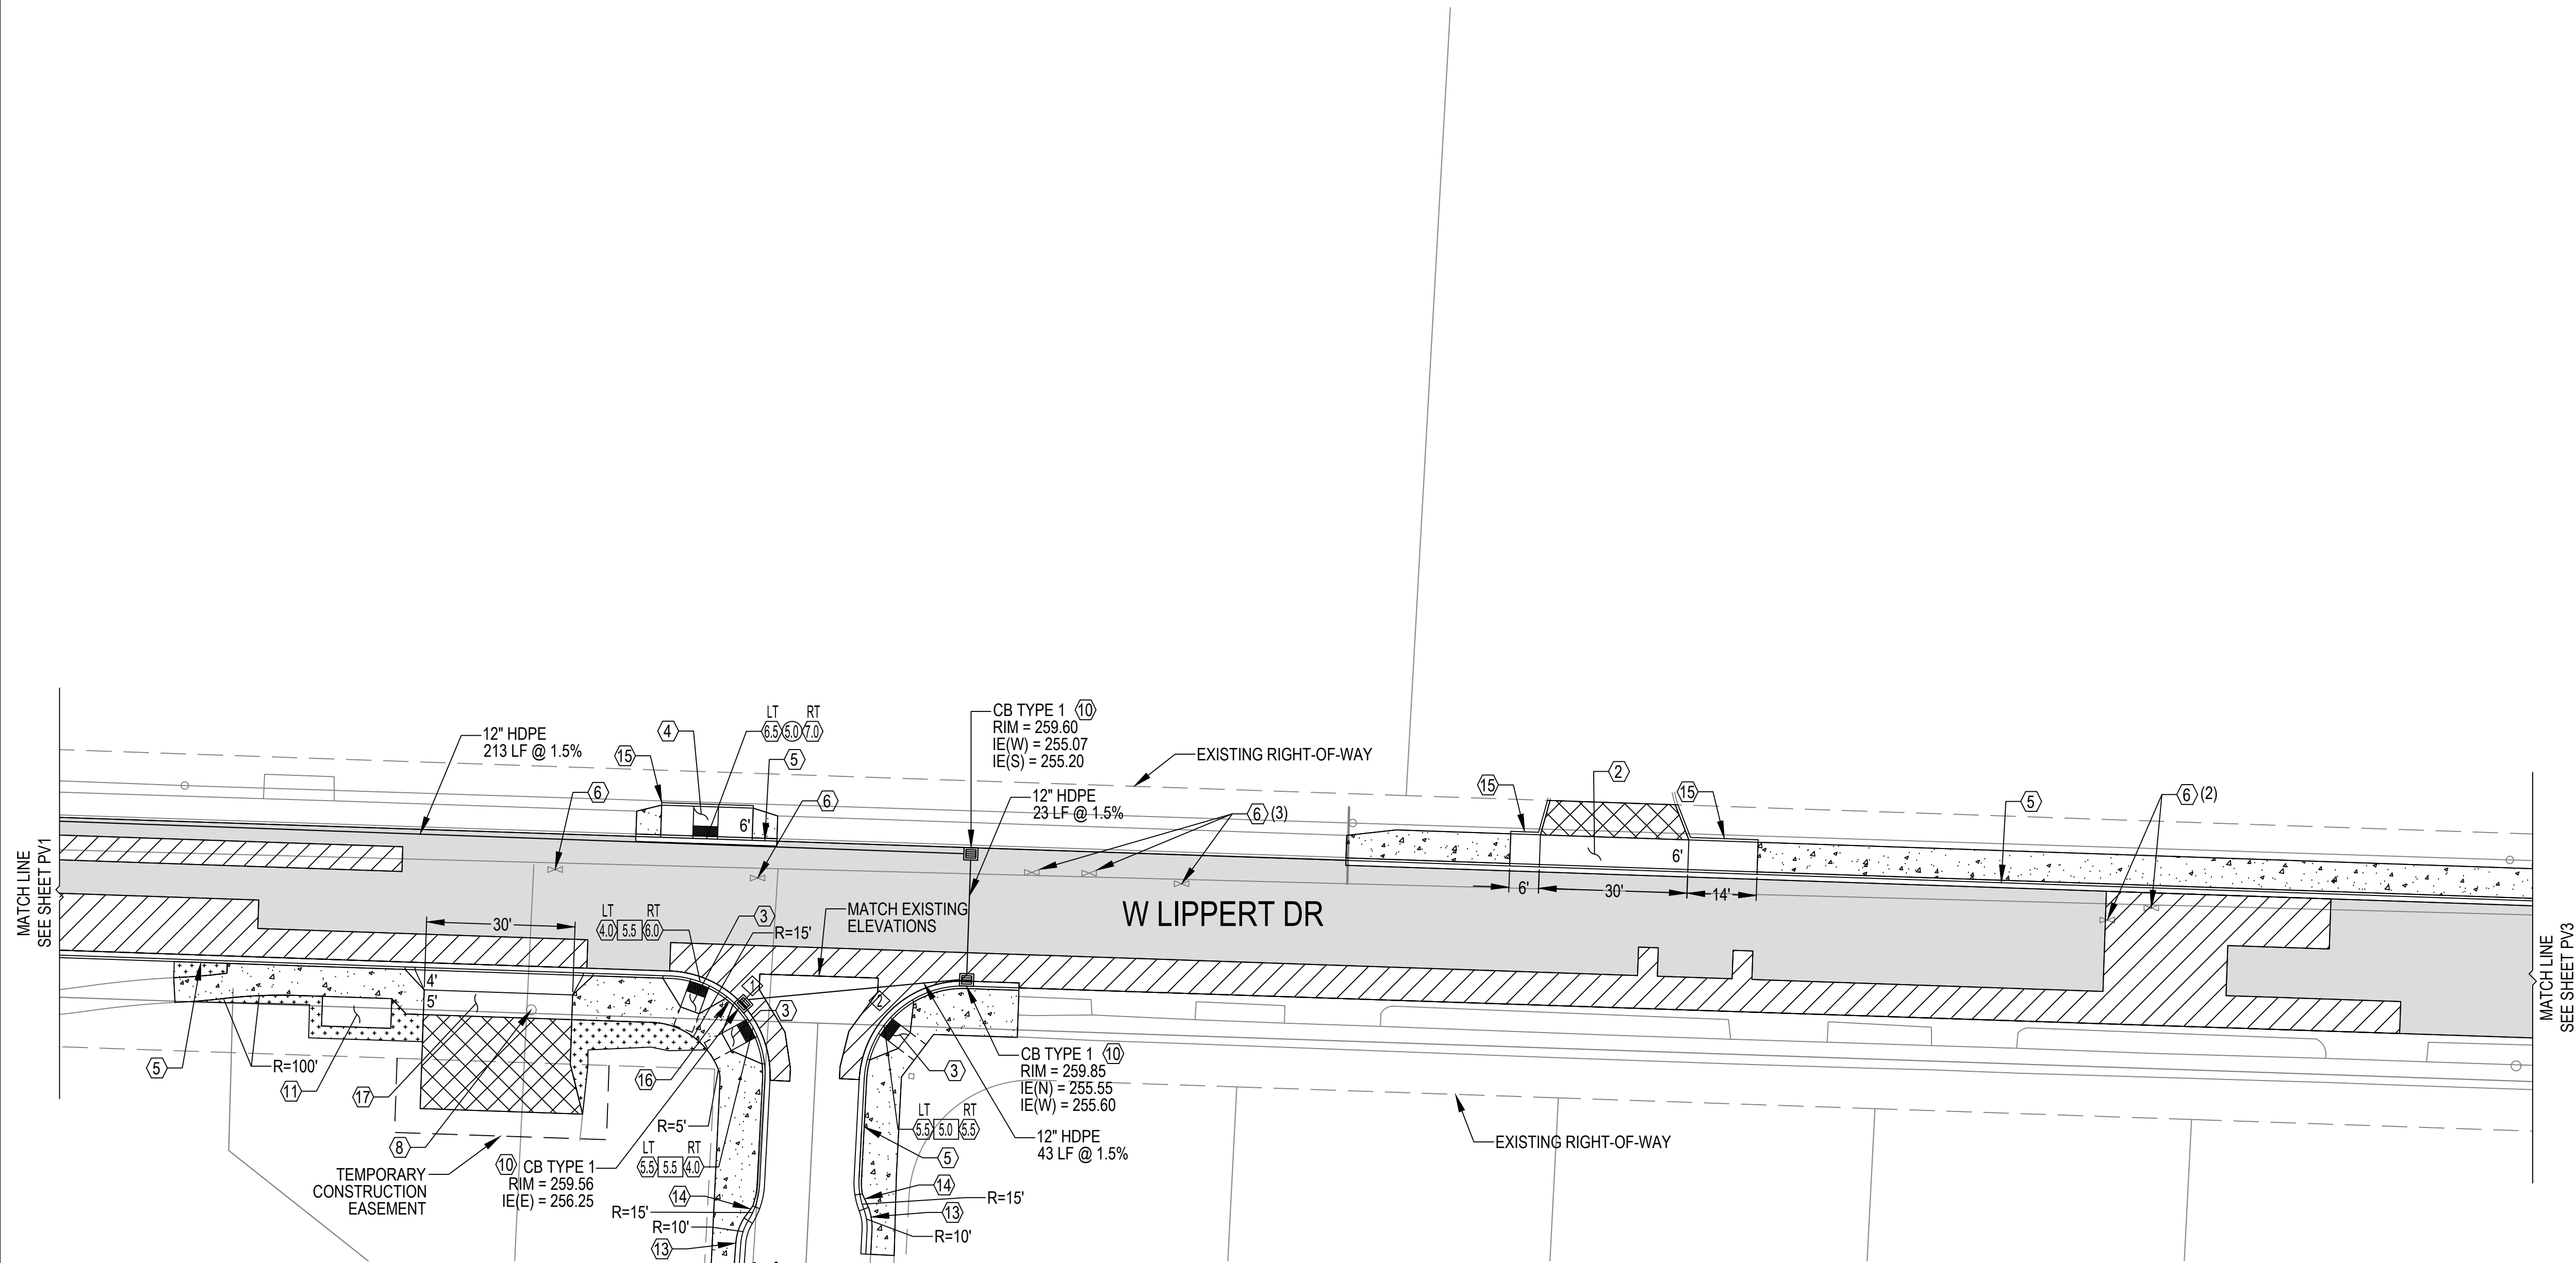 MATCH LINE
SEE SHEET PV1
12" HDPE
213 LF @ 1.5%
6
15
4
LT RT
6.5 5.0 7.0
5
6'
6
CB TYPE 1 10
RIM = 259.60
IE(W) = 255.07
IE(S) = 255.20
EXISTING RIGHT-OF-WAY
12" HDPE
23 LF @ 1.5%
6 (3)
15
2
15
6'
6'
30'
14'
5
6 (2)
MATCH LINE
SEE SHEET PV3
W LIPPERT DR
30'
4'
5'
LT RT
4.0 5.5 6.0
3
R=15'
MATCH EXISTING
ELEVATIONS
1
2
3
5
R=100'
11
17
8
TEMPORARY
CONSTRUCTION
EASEMENT
16
R=5'
10 CB TYPE 1
RIM = 259.56
IE(E) = 256.25
LT RT
5.5 5.5 4.0
14
R=15'
R=10'
13
3
LT RT
5.5 5.0 5.5
CB TYPE 1 10
RIM = 259.85
IE(N) = 255.55
IE(W) = 255.60
12" HDPE
43 LF @ 1.5%
5
14
R=15'
13
R=10'
EXISTING RIGHT-OF-WAY